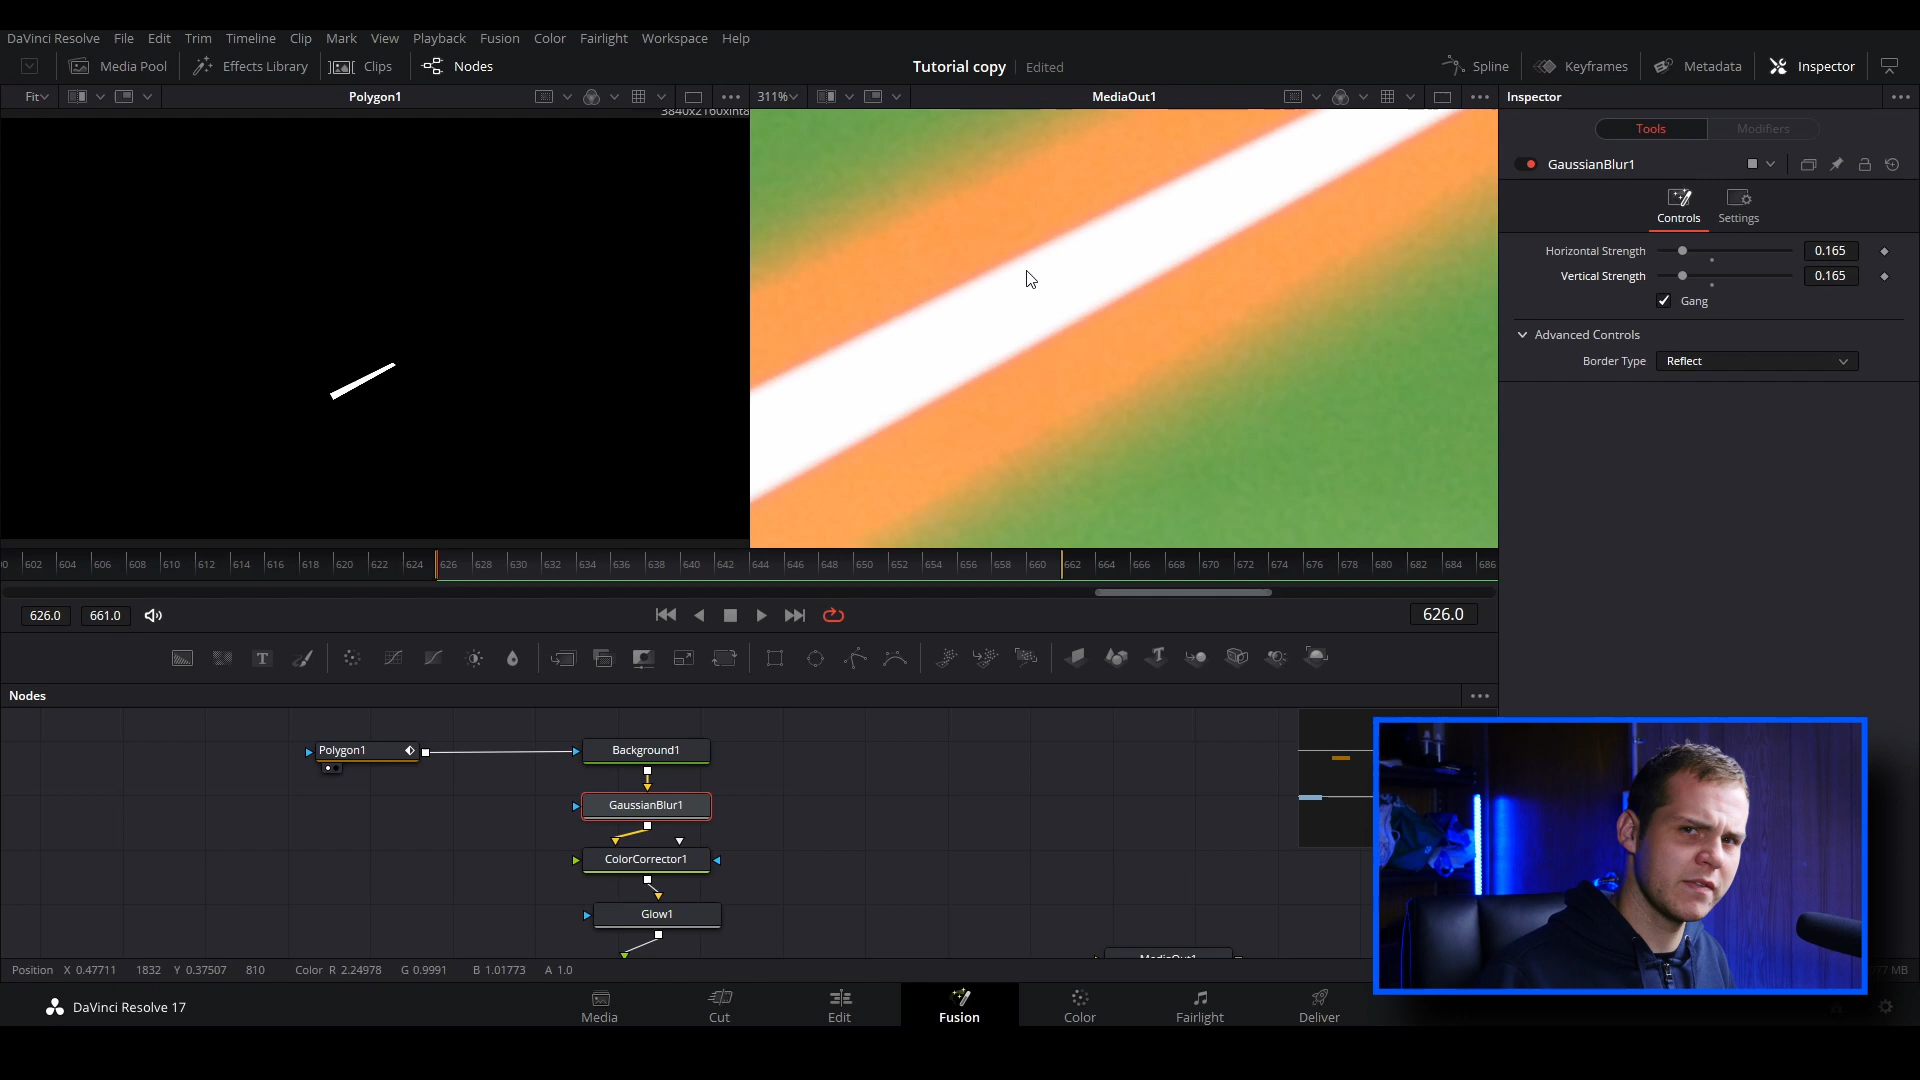 DaVinci Resolve File Edit Trim Timeline Clip Mark View Playback Fusion Color Fairlight Workspace Help
Media Pool Effects Library Clips Nodes Tutorial copy Edited Spline Keyframes Metadata Inspector
Fit Polygon1 311% MediaOut1 Inspector
3840x2160xint8
Tools Modifiers
GaussianBlur1
Controls Settings
Horizontal Strength 0.165
Vertical Strength 0.165
Gang
Advanced Controls
Border Type Reflect
602 604 606 608 610 612 614 616 618 620 622 624 626 628 630 632 634 636 638 640 642 644 646 648 650 652 654 656 658 660 662 664 666 668 670 672 674 676 678 680 682 684 686
626.0 661.0 626.0
T T
Nodes
Polygon1 Background1
GaussianBlur1
ColorCorrector1
Glow1
MediaOut1
Position X 0.47711 1832 Y 0.37507 810 Color R 2.24978 G 0.9991 B 1.01773 A 1.0 MB
DaVinci Resolve 17 Media Cut Edit Fusion Color Fairlight Deliver